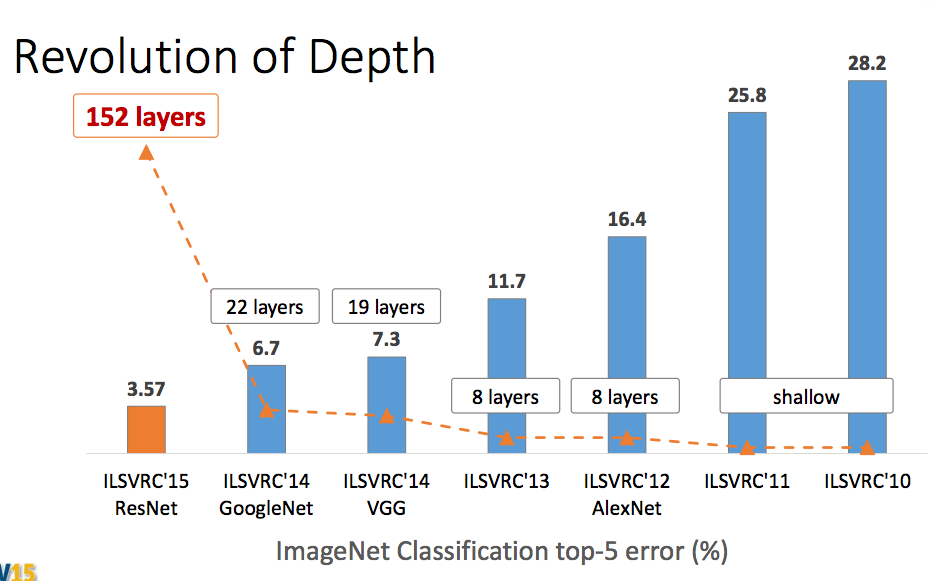 Revolution of Depth
28.2
25.8
152 layers
16.4
11.7
22 layers
19 layers
6.7
7.3
3.57
8 layers
8 layers
shallow
ILSVRC'15
ResNet
ILSVRC'14
GoogleNet
ILSVRC'14
VGG
ILSVRC'13
ILSVRC'12
AlexNet
ILSVRC'11
ILSVRC'10
ImageNet Classification top-5 error (%)
V15